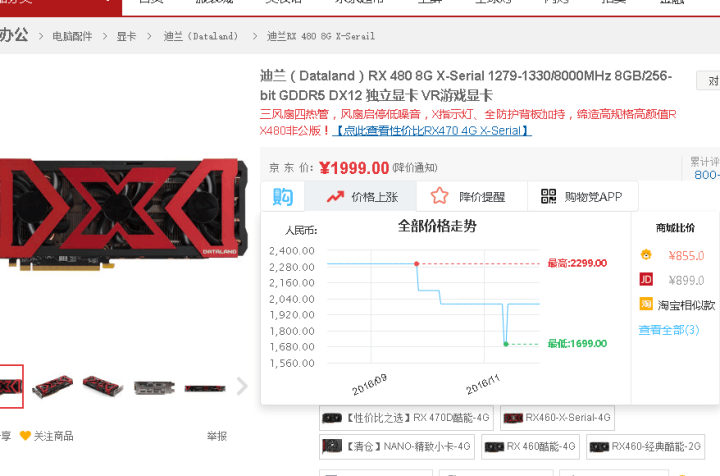 办公 > 电脑配件 > 显卡 > 迪兰（Dataland） > 迪兰RX 480 8G X-Serail
迪兰（Dataland）RX 480 8G X-Serial 1279-1330/8000MHz 8GB/256-
bit GDDR5 DX12 独立显卡 VR游戏显卡
三风扇四热管，风扇启停低噪音，X指示灯、全防护背板加持，缔造高规格高颜值R
X480非公版！【点此查看性价比RX470 4G X-Serial】
对
京 东 价: ¥1999.00 (降价通知)
累计评
800+
购 价格上涨 降价提醒 购物党APP
人民币: 全部价格走势
2,400.00
2,280.00
2,160.00
2,040.00
1,920.00
1,800.00
1,680.00
1,560.00
最高:2299.00
最低:1699.00
2016/09 2016/11
商城比价
¥855.0
JD ¥899.0
淘 淘宝相似款
查看全部(3)
DATALAND
享 关注商品 举报
【性价比之选】RX 470D酷能-4G RX460-X-Serial-4G
【清仓】NANO-精致小卡-4G RX 460酷能-4G RX460-经典酷能-2G